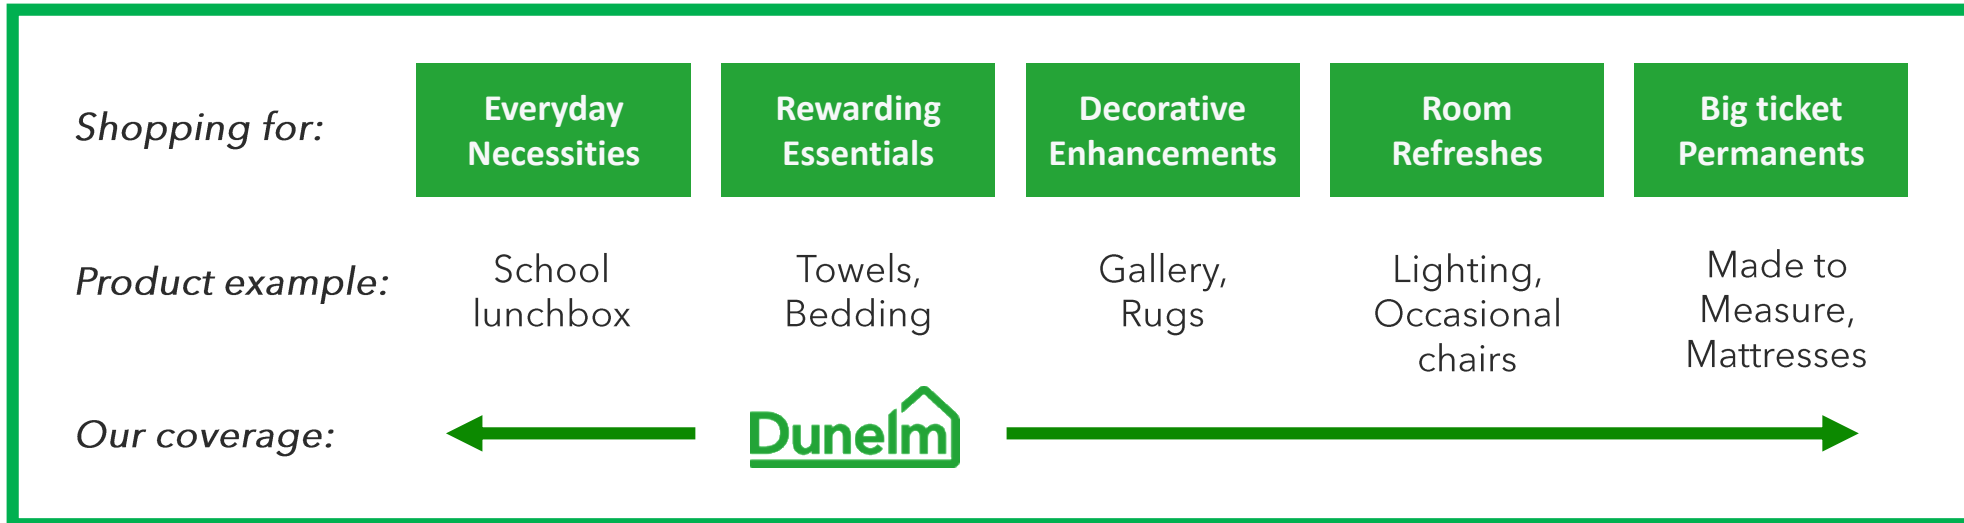 Shopping for:
Everyday
Necessities
Rewarding
Essentials
Decorative
Enhancements
Room
Refreshes
Big ticket
Permanents
Product example:
School
lunchbox
Towels,
Bedding
Gallery,
Rugs
Lighting,
Occasional
chairs
Made to
Measure,
Mattresses
Our coverage:
Dunelm